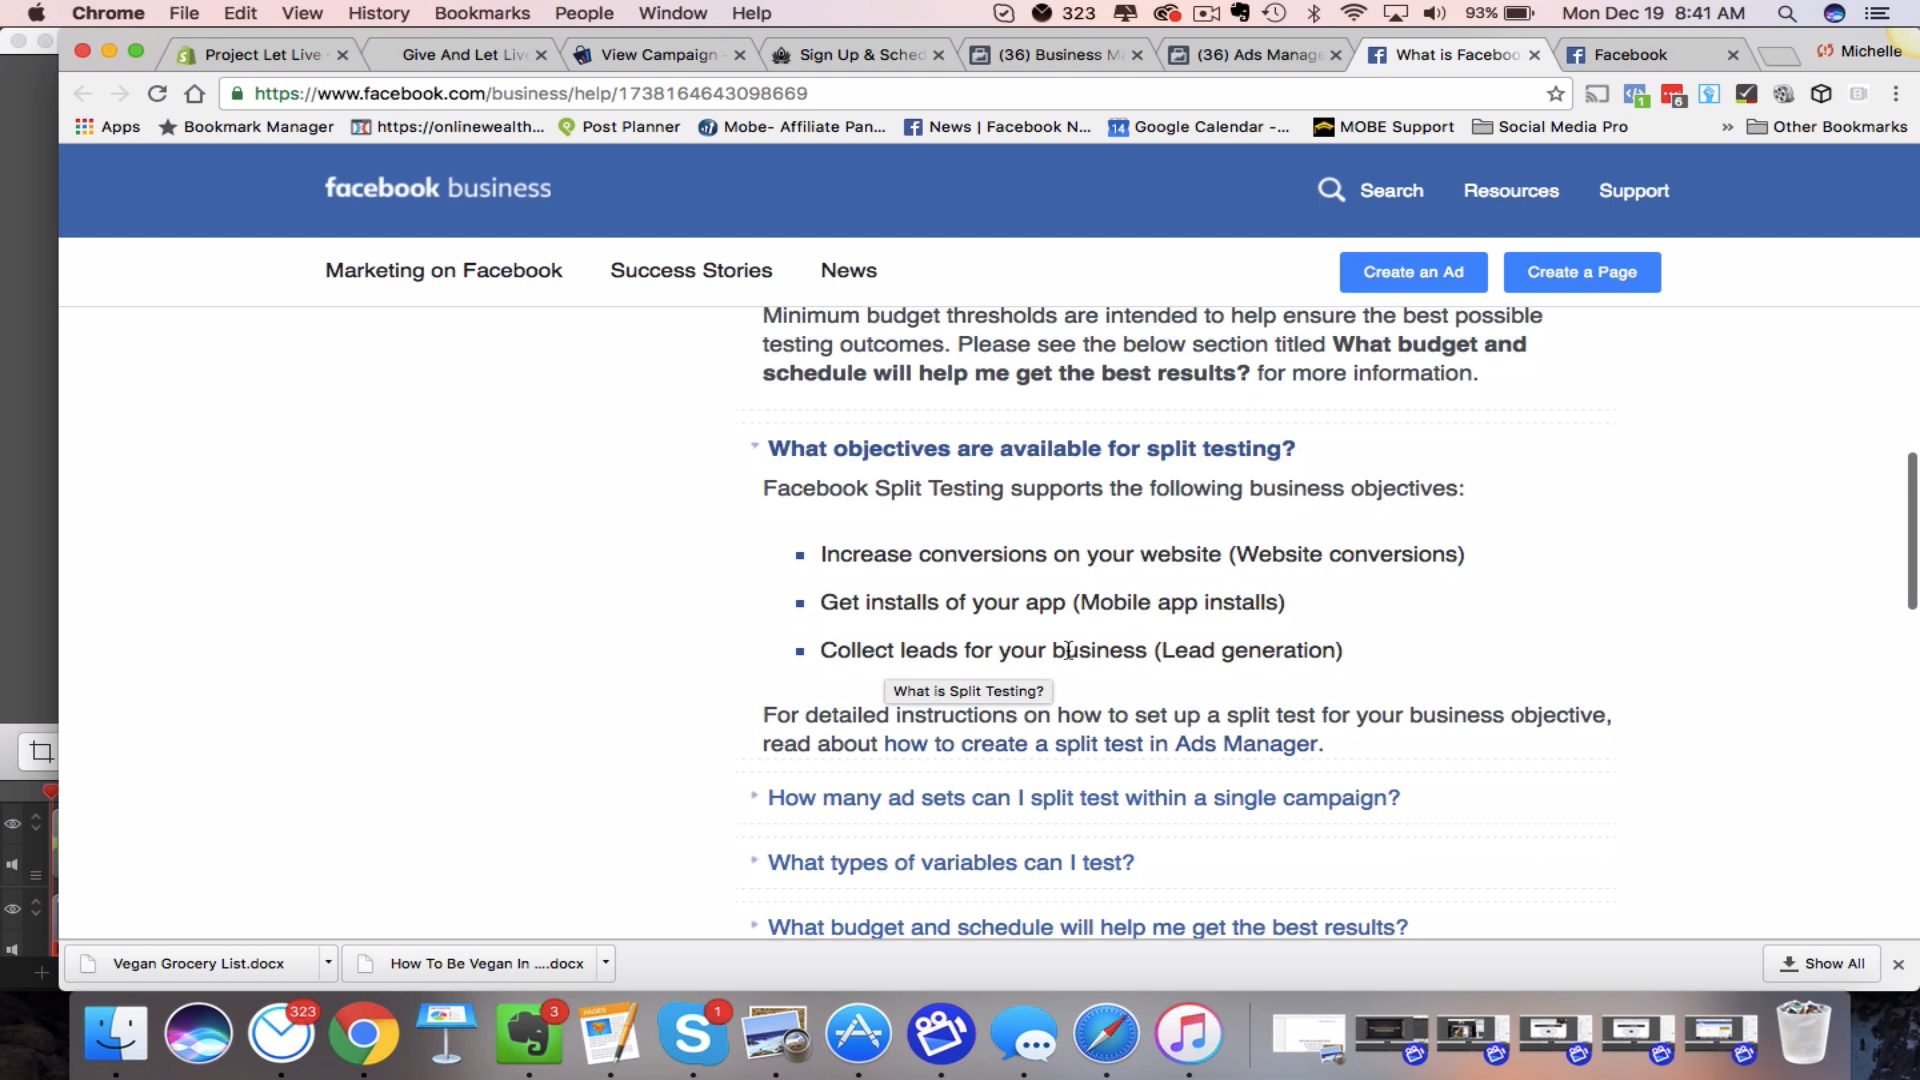 Chrome File Edit View History Bookmarks People Window Help 323 93% Mon Dec 19 8:41 AM
Project Let Live - Give And Let Liv View Campaign - Sign Up & Sched (36) Business M (36) Ads Manage What is Faceboo Facebook Michelle
https://www.facebook.com/business/help/1738164643098669 1 6
Apps Bookmark Manager https://onlinewealth... Post Planner Mobe- Affiliate Pan... News | Facebook N... 14 Google Calendar -... MOBE Support Social Media Pro » Other Bookmarks
facebook business Search Resources Support
Marketing on Facebook Success Stories News Create an Ad Create a Page
Minimum budget thresholds are intended to help ensure the best possible
testing outcomes. Please see the below section titled What budget and
schedule will help me get the best results? for more information.
What objectives are available for split testing?
Facebook Split Testing supports the following business objectives:
Increase conversions on your website (Website conversions)
Get installs of your app (Mobile app installs)
Collect leads for your business (Lead generation)
What is Split Testing?
For detailed instructions on how to set up a split test for your business objective,
read about how to create a split test in Ads Manager.
How many ad sets can I split test within a single campaign?
What types of variables can I test?
What budget and schedule will help me get the best results?
Vegan Grocery List.docx How To Be Vegan In ....docx Show All
323 3 PAGES 1